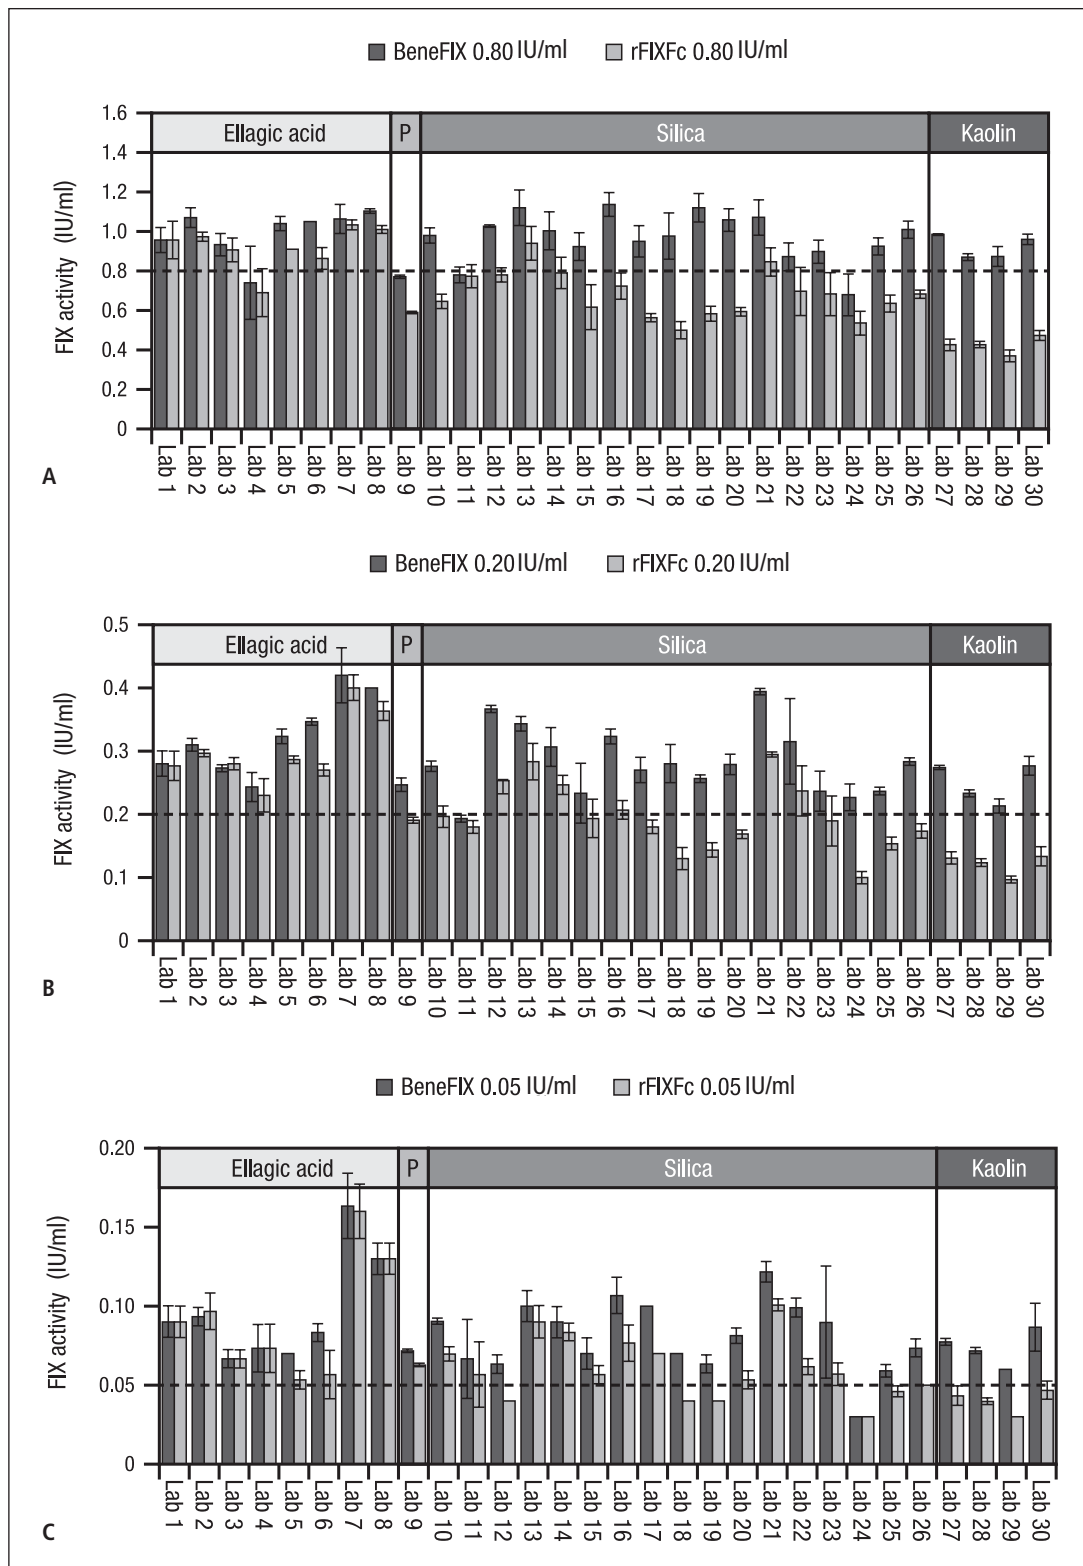 BeneFIX 0.80 IU/ml rFIXFc 0.80 IU/ml
FIX activity (IU/ml)
1.6
1.4
1.2
1.0
0.8
0.6
0.4
0.2
0
Ellagic acid P Silica Kaolin
Lab 1 Lab 2 Lab 3 Lab 4 Lab 5 Lab 6 Lab 7 Lab 8 Lab 9 Lab 10 Lab 11 Lab 12 Lab 13 Lab 14 Lab 15 Lab 16 Lab 17 Lab 18 Lab 19 Lab 20 Lab 21 Lab 22 Lab 23 Lab 24 Lab 25 Lab 26 Lab 27 Lab 28 Lab 29 Lab 30
A
BeneFIX 0.20 IU/ml rFIXFc 0.20 IU/ml
FIX activity (IU/ml)
0.5
0.4
0.3
0.2
0.1
0
Ellagic acid P Silica Kaolin
Lab 1 Lab 2 Lab 3 Lab 4 Lab 5 Lab 6 Lab 7 Lab 8 Lab 9 Lab 10 Lab 11 Lab 12 Lab 13 Lab 14 Lab 15 Lab 16 Lab 17 Lab 18 Lab 19 Lab 20 Lab 21 Lab 22 Lab 23 Lab 24 Lab 25 Lab 26 Lab 27 Lab 28 Lab 29 Lab 30
B
BeneFIX 0.05 IU/ml rFIXFc 0.05 IU/ml
FIX activity (IU/ml)
0.20
0.15
0.10
0.05
0
Ellagic acid P Silica Kaolin
Lab 1 Lab 2 Lab 3 Lab 4 Lab 5 Lab 6 Lab 7 Lab 8 Lab 9 Lab 10 Lab 11 Lab 12 Lab 13 Lab 14 Lab 15 Lab 16 Lab 17 Lab 18 Lab 19 Lab 20 Lab 21 Lab 22 Lab 23 Lab 24 Lab 25 Lab 26 Lab 27 Lab 28 Lab 29 Lab 30
C